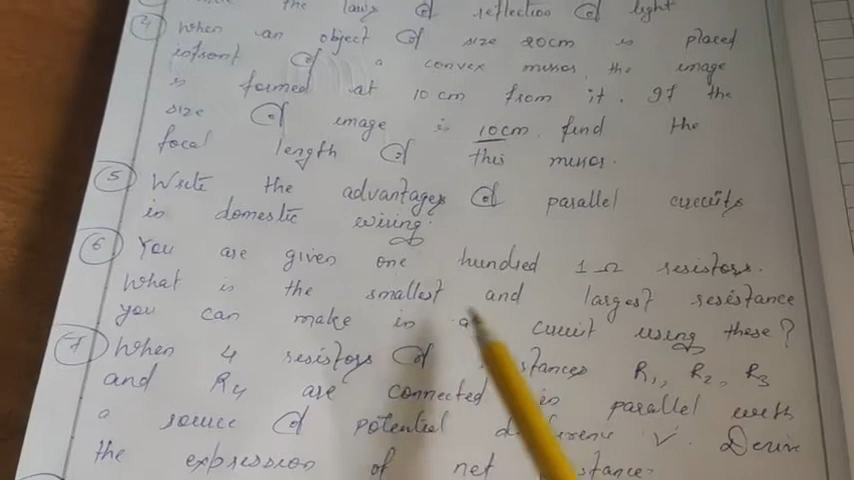 the laws of reflection of light
4 When an object of size 20cm is placed
infront of a convex mirror, the image
is formed at 10 cm from it. If the
size of image is 10cm. find the
focal length of this mirror.
5 Write the advantages of parallel circuits
in domestic wiring.
6 You are given one hundred 1 Ω resistors.
What is the smallest and largest resistance
you can make in a circuit using these?
7 When 4 resistors of R1, R2, R3
and R4 are connected in parallel with
a source of potential V. Derive
the expression of net